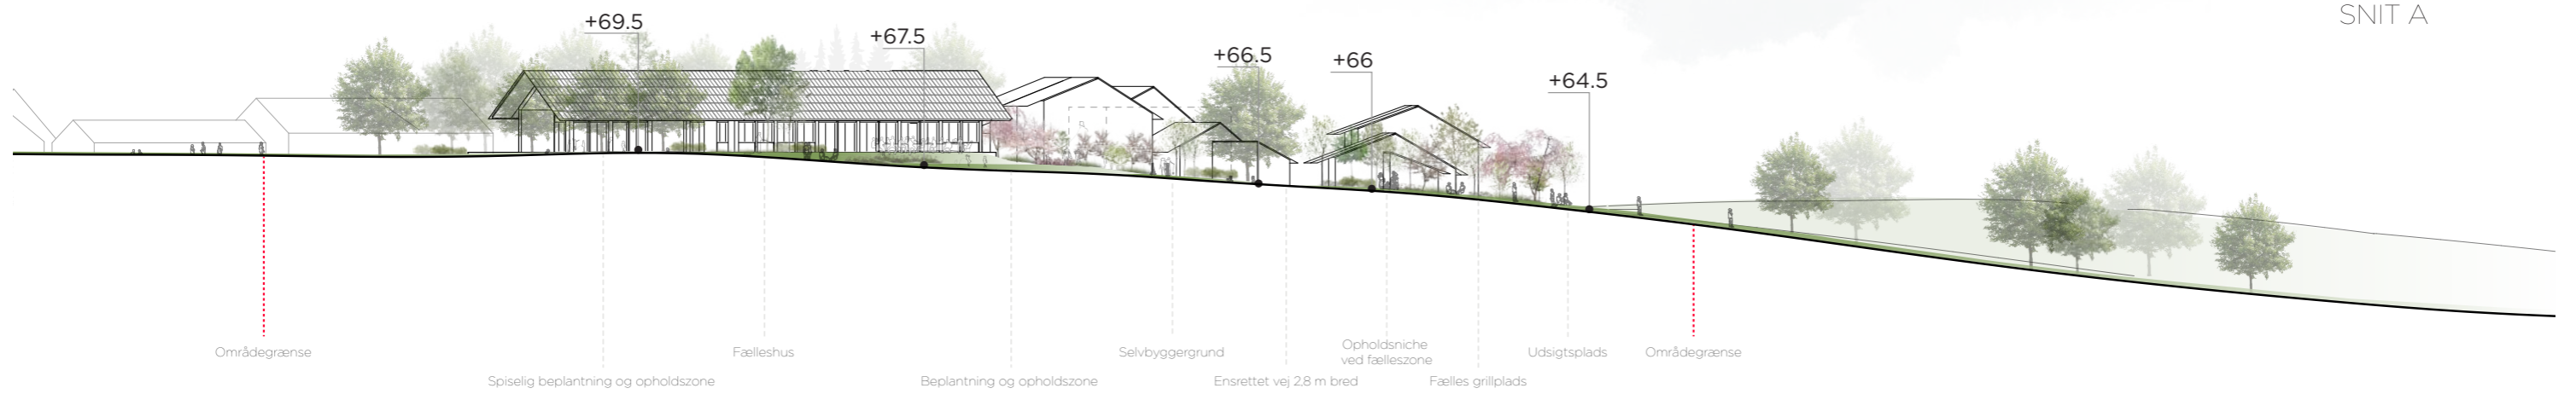 SNIT A
+69.5
+67.5
+66.5
+66
+64.5
Områdegrænse
Spiselig beplantning og opholdszone
Fælleshus
Beplantning og opholdszone
Selvbyggergrund
Ensrettet vej 2.8 m bred
Opholdsniche
ved fælleszone
Fælles grillplads
Udsigtsplads
Områdegrænse